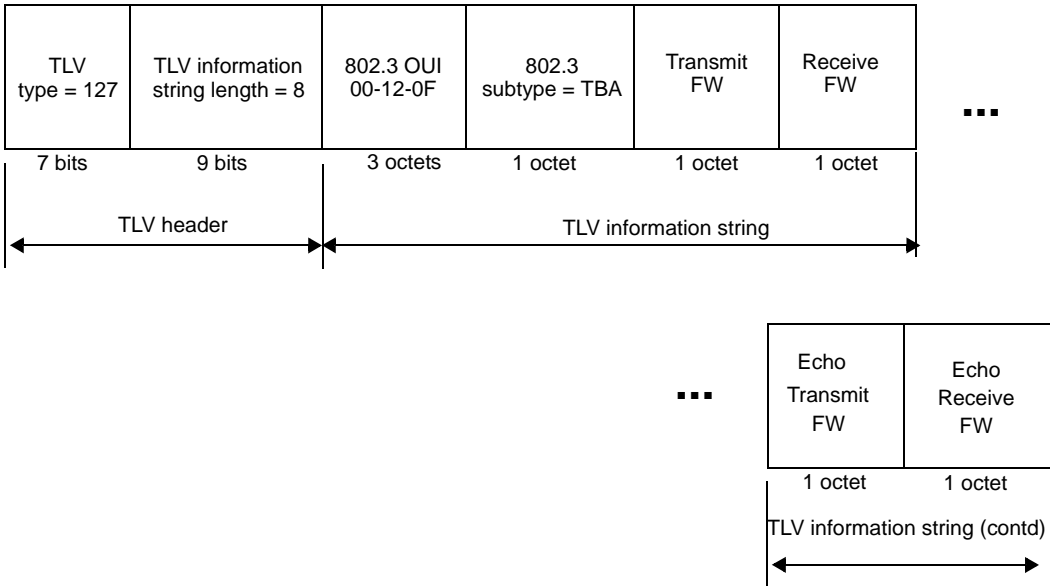 TLV
type = 127
TLV information
string length = 8
802.3 OUI
00-12-0F
802.3
subtype = TBA
Transmit
FW
Receive
FW
...
7 bits
9 bits
3 octets
1 octet
1 octet
1 octet
TLV header
TLV information string
...
Echo
Transmit
FW
Echo
Receive
FW
1 octet
1 octet
TLV information string (contd)